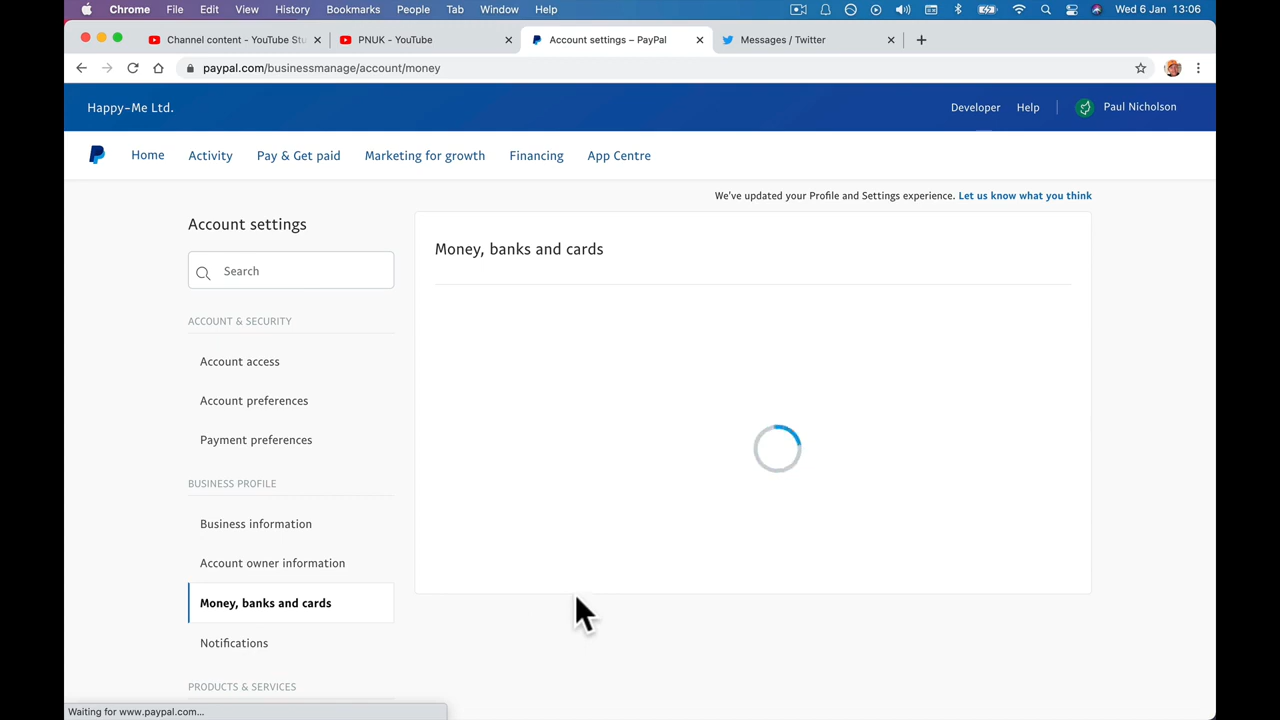 Chrome File Edit View History Bookmarks People Tab Window Help Wed 6 Jan 13:06
Channel content - YouTube Stu PNUK - YouTube Account settings – PayPal Messages / Twitter
paypal.com/businessmanage/account/money
Happy-Me Ltd. Developer Help Paul Nicholson
Home Activity Pay & Get paid Marketing for growth Financing App Centre
We've updated your Profile and Settings experience. Let us know what you think
Account settings
Search
ACCOUNT & SECURITY
Account access
Account preferences
Payment preferences
BUSINESS PROFILE
Business information
Account owner information
Money, banks and cards
Notifications
PRODUCTS & SERVICES
Money, banks and cards
Waiting for www.paypal.com...